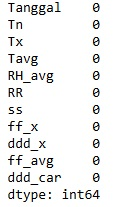 Tanggal    0
Tn         0
Tx         0
Tavg       0
RH_avg     0
RR         0
ss         0
ff_x       0
ddd_x      0
ff_avg     0
ddd_car    0
dtype: int64